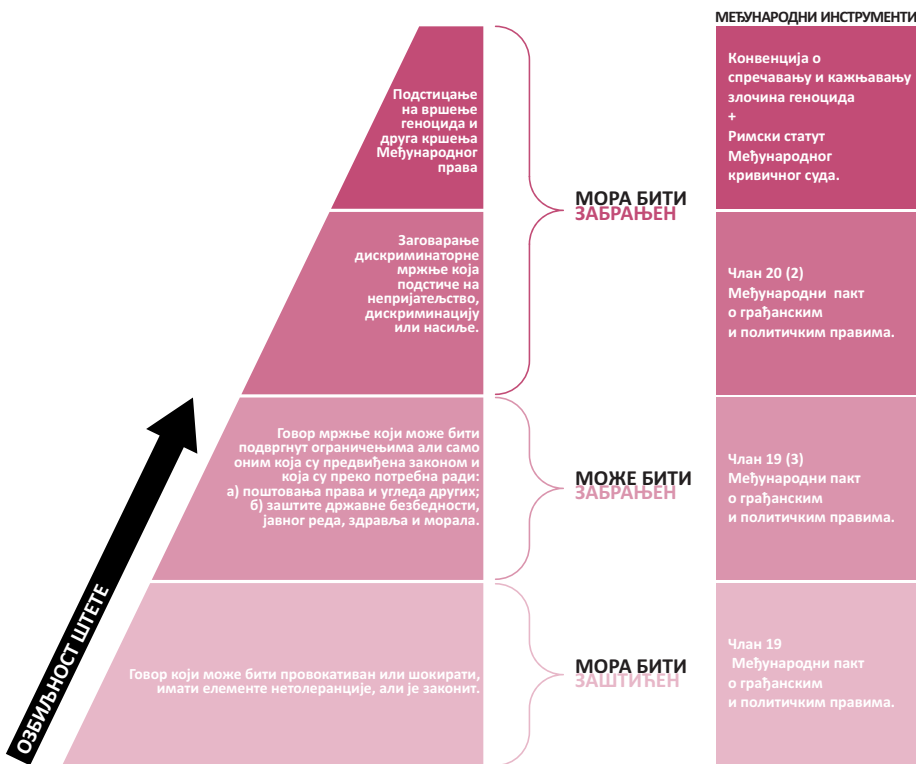 МЕЂУНАРОДНИ ИНСТРУМЕНТИ
Подстицање
на вршење
геноцида и
друга кршења
Међународног
права
МОРА БИТИ
ЗАБРАЊЕН
Конвенција о
спречавању и кажњавању
злочина геноцида
+
Римски статут
Међународног
кривичног суда.
Заговарање
дискриминаторне
мржње која
подстиче на
непријатељство,
дискриминацију
или насиље.
Члан 20 (2)
Међународни пакт
о грађанским
и политичким правима.
Говор мржње који може бити
подвргнут ограничењима али само
оним која су предвиђена законом и
која су преко потребна ради:
а) поштовања права и угледа других;
б) заштите државне безбедности,
јавног реда, здравља и морала.
МОЖЕ БИТИ
ЗАБРАЊЕН
Члан 19 (3)
Међународни пакт
о грађанским
и политичким правима.
Говор који може бити провокативан или шокирати,
имати елементе нетолеранције, али је законит.
МОРА БИТИ
ЗАШТИЋЕН
Члан 19
Међународни пакт
о грађанским
и политичким правима.
ОЗБИЉНОСТ ШТЕТЕ